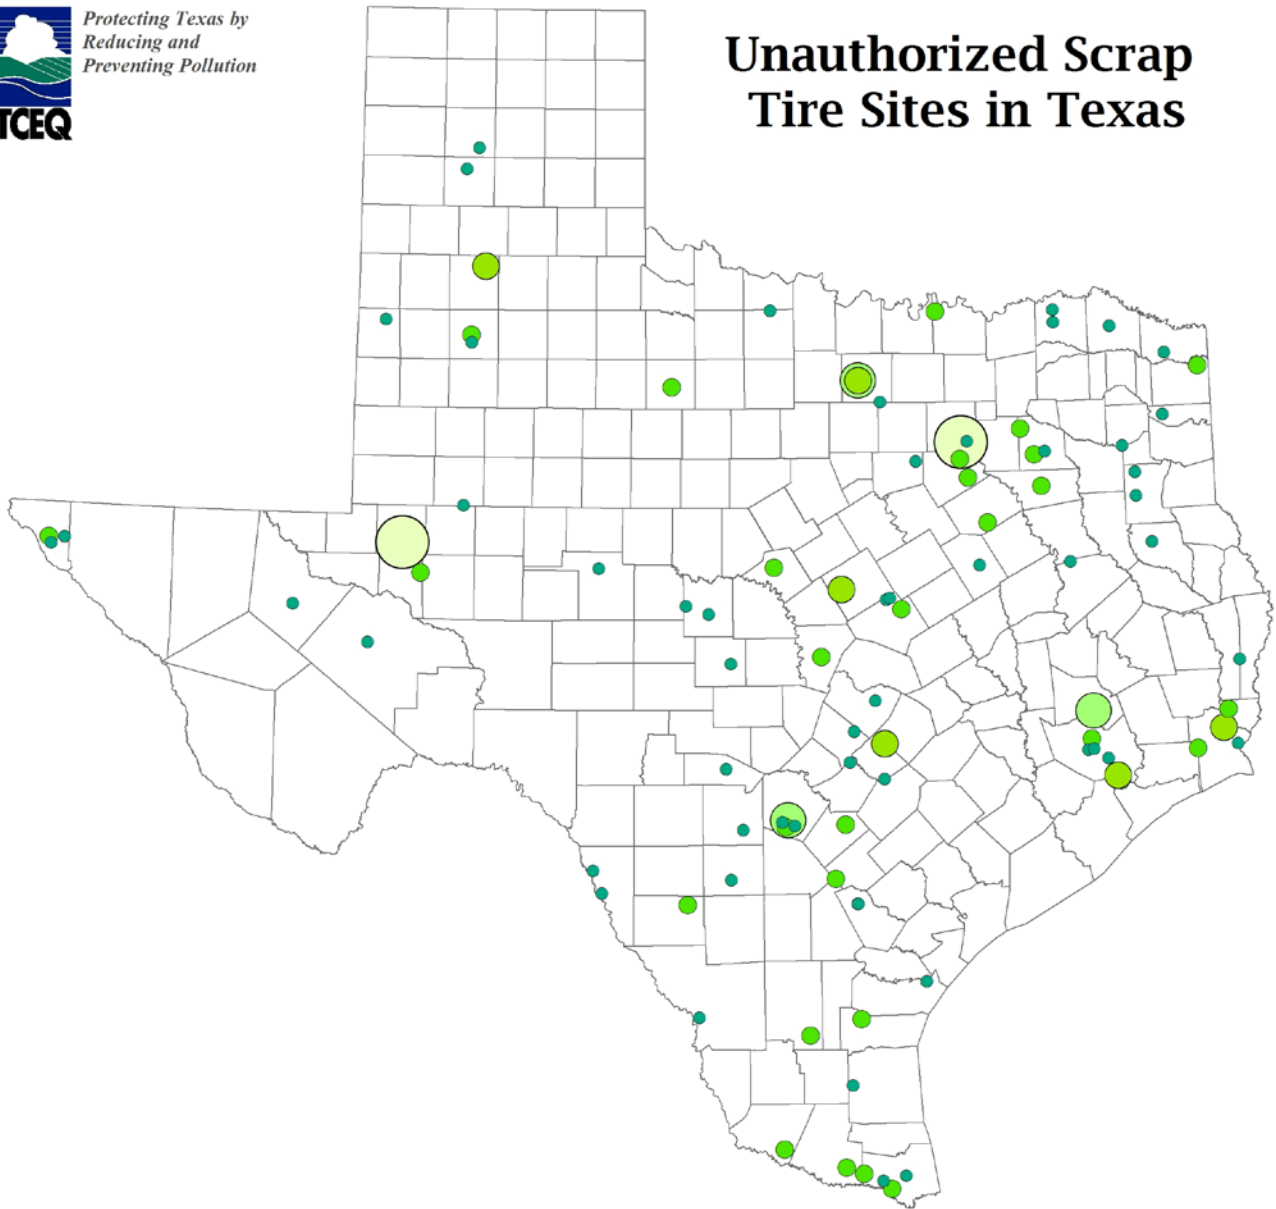 Protecting Texas by
Reducing and
Preventing Pollution
TCEQ
Unauthorized Scrap
Tire Sites in Texas